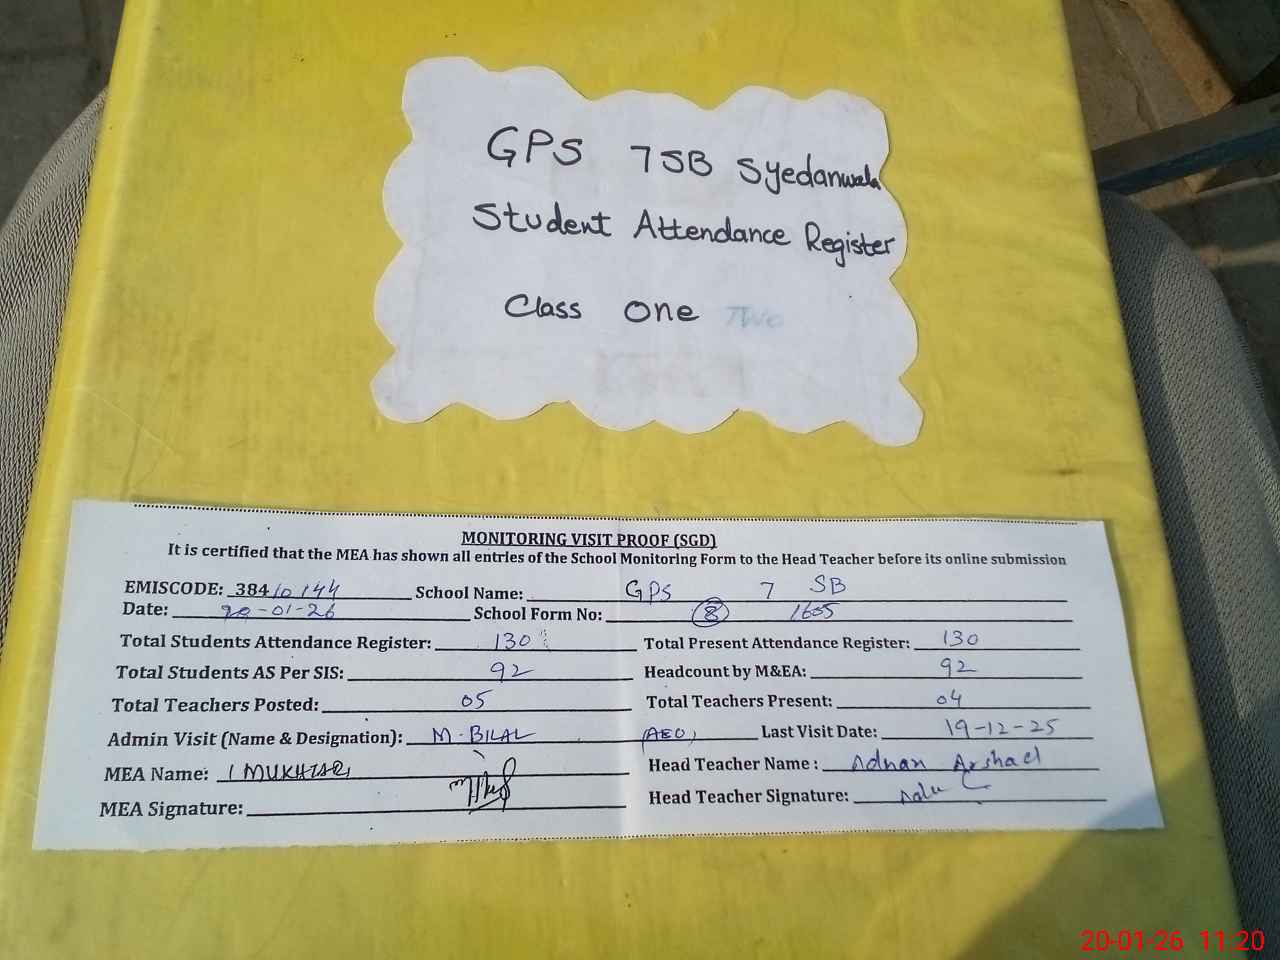 GPS 7SB Syedanwala
Student Attendance Register
Class One Two
MONITORING VISIT PROOF (SGD)
It is certified that the MEA has shown all entries of the School Monitoring Form to the Head Teacher before its online submission
EMISCODE: 38410144 School Name: GPS 7 SB
Date: 20-01-26 School Form No: 8 1605
Total Students Attendance Register: 130 Total Present Attendance Register: 130
Total Students AS Per SIS: 92 Headcount by M&EA: 92
Total Teachers Posted: 05 Total Teachers Present: 04
Admin Visit (Name & Designation): M. BILAL (AEO) Last Visit Date: 19-12-25
MEA Name: MUKHTAR Head Teacher Name: Adnan Arshad
MEA Signature: Head Teacher Signature:
20-01-26 11:20